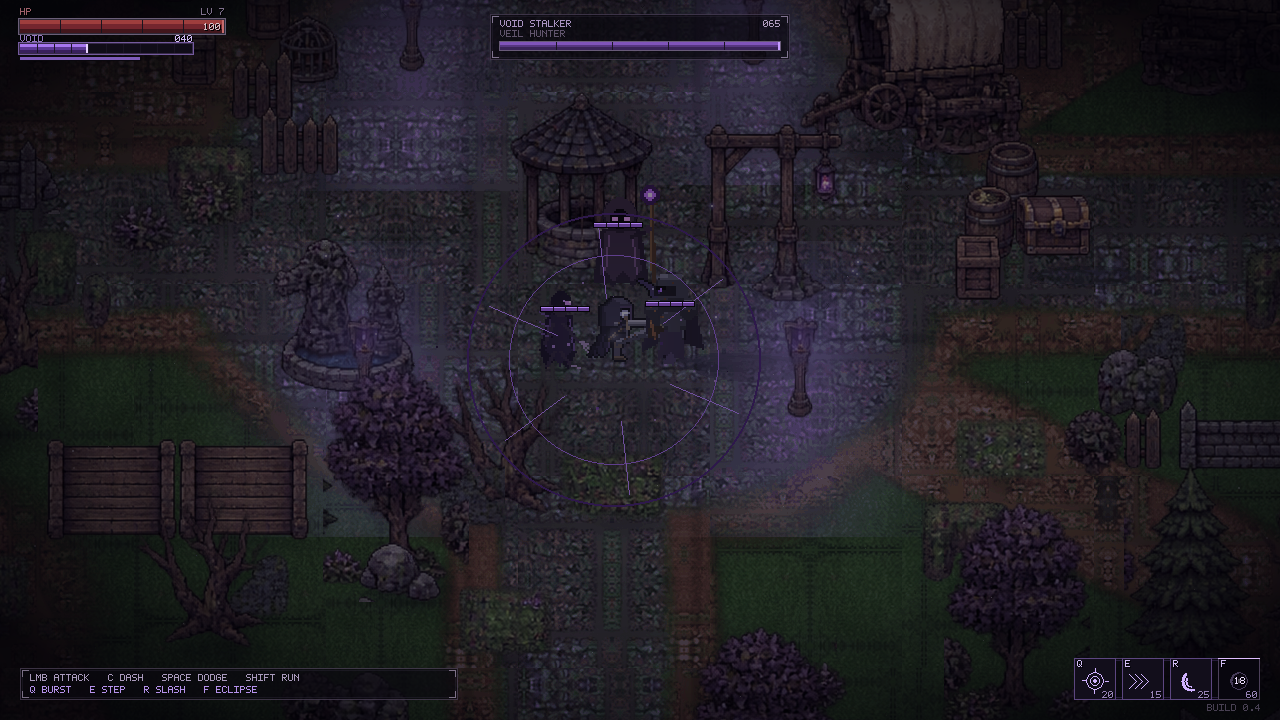 HP LV 7
100
VOID 040
VOID STALKER 065
VEIL HUNTER
LMB ATTACK C DASH SPACE DODGE SHIFT RUN
Q BURST E STEP R SLASH F ECLIPSE
Q E R F
18
20 15 25 60
BUILD 0.4